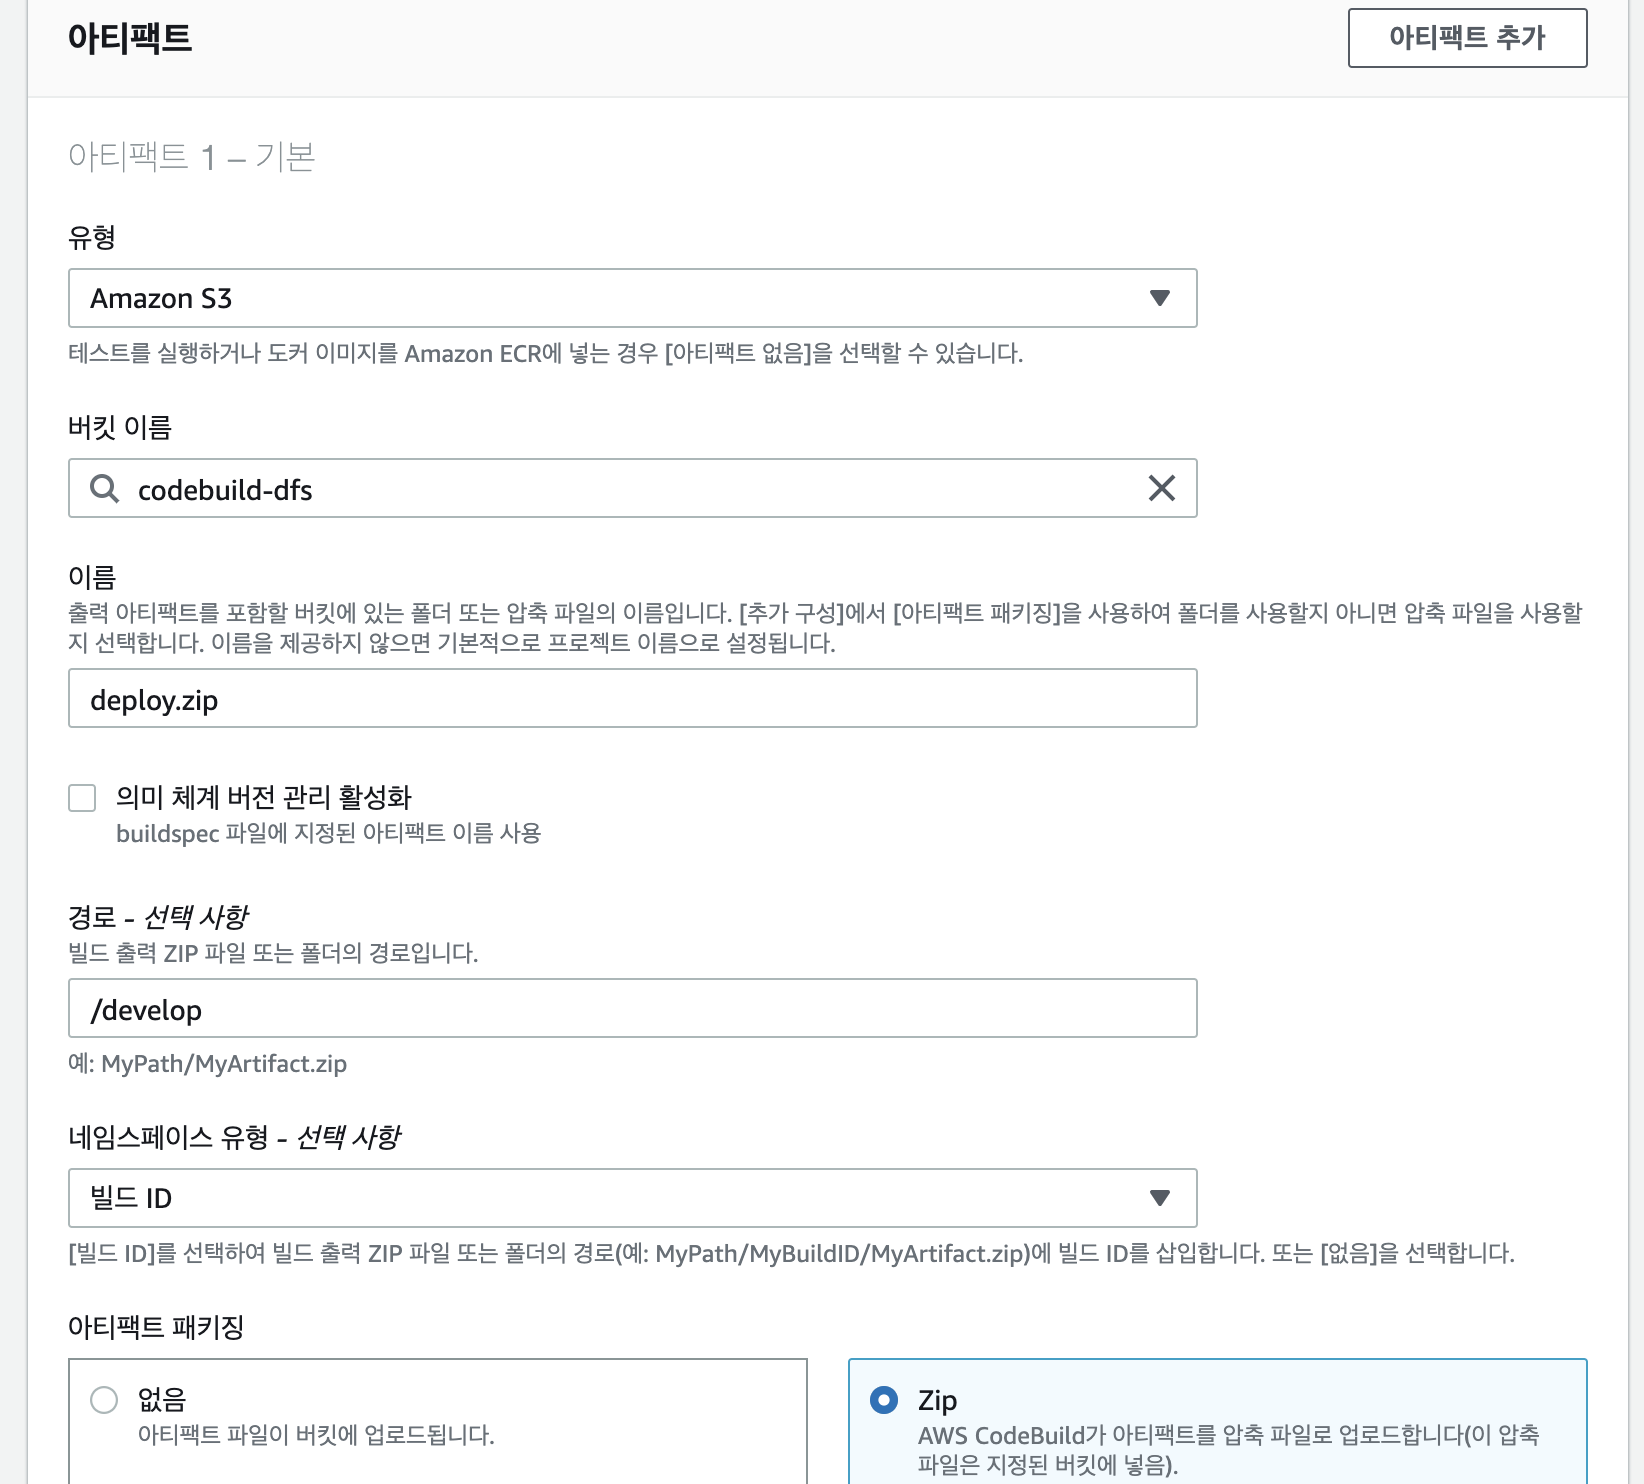 아티팩트
아티팩트 추가
아티팩트 1 – 기본
유형
Amazon S3
테스트를 실행하거나 도커 이미지를 Amazon ECR에 넣는 경우 [아티팩트 없음]을 선택할 수 있습니다.
버킷 이름
codebuild-dfs
이름
출력 아티팩트를 포함할 버킷에 있는 폴더 또는 압축 파일의 이름입니다. [추가 구성]에서 [아티팩트 패키징]을 사용하여 폴더를 사용할지 아니면 압축 파일을 사용할
지 선택합니다. 이름을 제공하지 않으면 기본적으로 프로젝트 이름으로 설정됩니다.
deploy.zip
의미 체계 버전 관리 활성화
buildspec 파일에 지정된 아티팩트 이름 사용
경로 - 선택 사항
빌드 출력 ZIP 파일 또는 폴더의 경로입니다.
/develop
예: MyPath/MyArtifact.zip
네임스페이스 유형 - 선택 사항
빌드 ID
[빌드 ID]를 선택하여 빌드 출력 ZIP 파일 또는 폴더의 경로(예: MyPath/MyBuildID/MyArtifact.zip)에 빌드 ID를 삽입합니다. 또는 [없음]을 선택합니다.
아티팩트 패키징
없음
아티팩트 파일이 버킷에 업로드됩니다.
Zip
AWS CodeBuild가 아티팩트를 압축 파일로 업로드합니다(이 압축
파일은 지정된 버킷에 넣음).